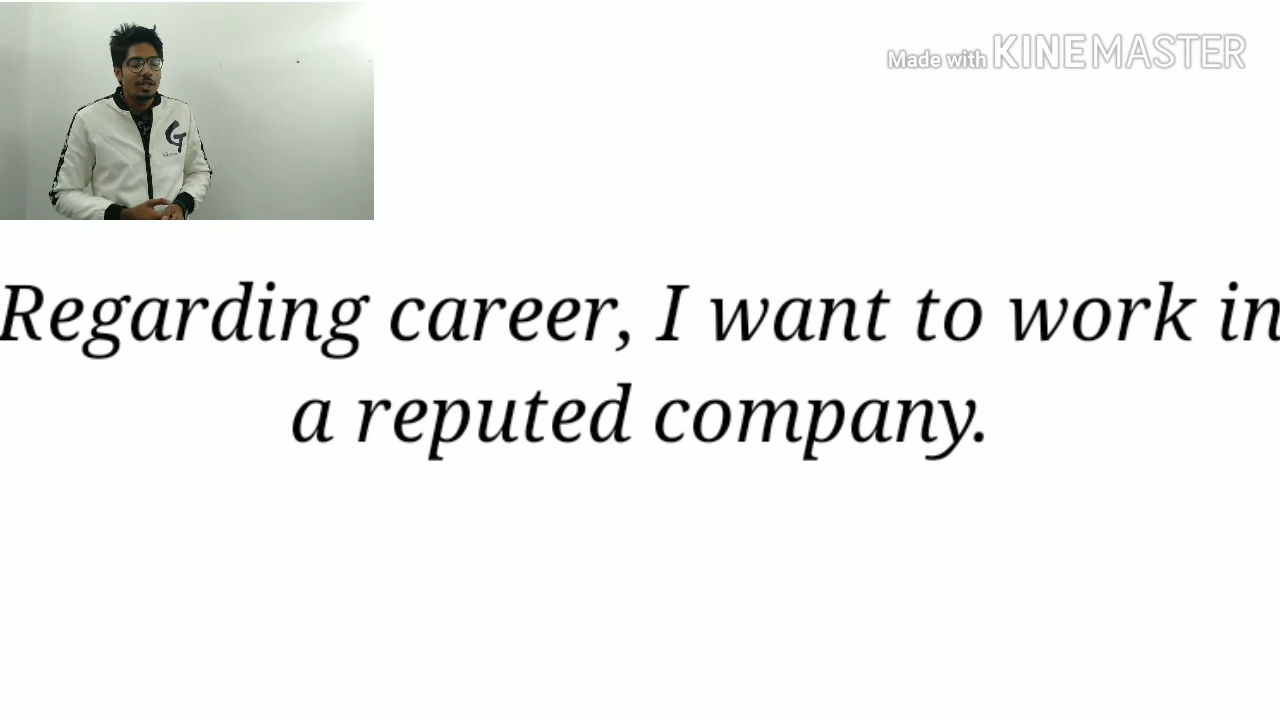 Made with KINEMASTER
G
Regarding career, I want to work in
a reputed company.